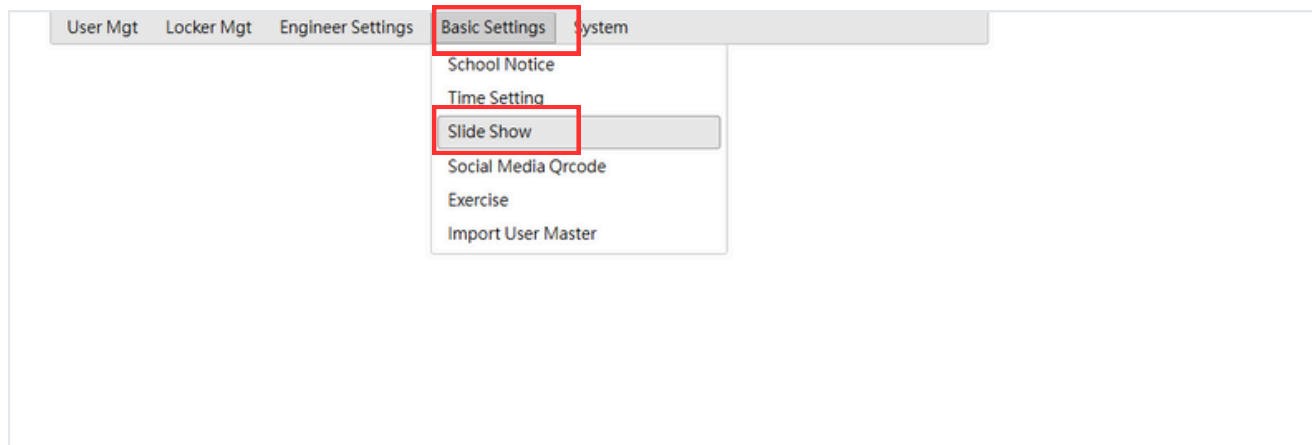 User Mgt Locker Mgt Engineer Settings Basic Settings System
School Notice
Time Setting
Slide Show
Social Media Qrcode
Exercise
Import User Master